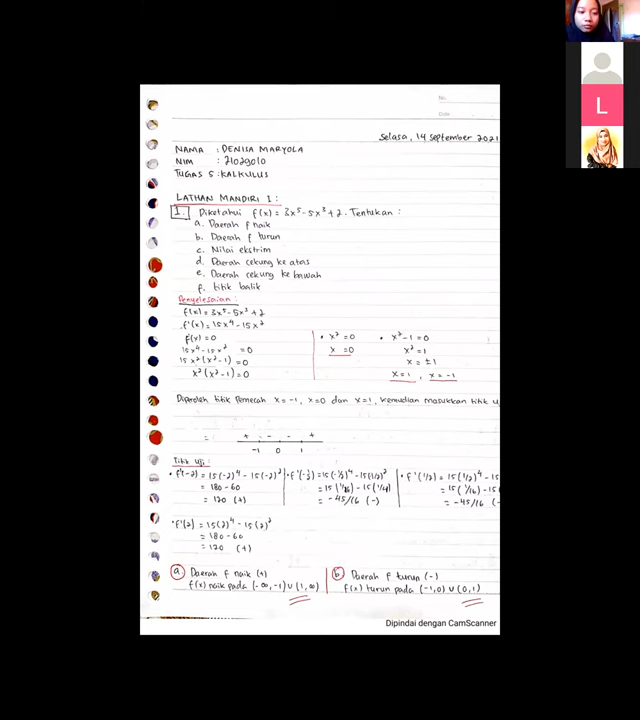 No:
Date:
Selasa, 14 September 2021
NAMA : DENISA MARYOLA
NIM : 21029010
TUGAS 5 : KALKULUS
LATIHAN MANDIRI 1 :
1. Diketahui f(x) = 3x⁵ - 5x³ + 2. Tentukan :
a. Daerah f naik
b. Daerah f turun
c. Nilai ekstrim
d. Daerah cekung ke atas
e. Daerah cekung ke bawah
f. titik balik
Penyelesaian :
f(x) = 3x⁵ - 5x³ + 2
f'(x) = 15x⁴ - 15x²
f'(x) = 0
15x⁴ - 15x² = 0
15x² (x² - 1) = 0
x² (x² - 1) = 0
• x² = 0
x = 0
• x² - 1 = 0
x² = 1
x = ±1
x = 1 , x = -1
Diperoleh titik pemecah x = -1, x = 0 dan x = 1, kemudian masukkan titik u
=
+ - - +
-1 0 1
Titik Uji :
• f'(-2) = 15(-2)⁴ - 15(-2)²
= 180 - 60
= 120 (+)
• f'(-½) = 15(-½)⁴ - 15(1/2)²
= 15(1/16) - 15(1/4)
= -45/16 (-)
• f'(1/2) = 15(1/2)⁴ - 15
= 15(1/16) - 15
= -45/16 (-
• f'(2) = 15(2)⁴ - 15(2)²
= 180 - 60
= 120 (+)
a Daerah f naik (+)
f(x) naik pada (-∞, -1) ∪ (1, ∞)
b Daerah f turun (-)
f(x) turun pada (-1, 0) ∪ (0, 1)
Dipindai dengan CamScanner
L